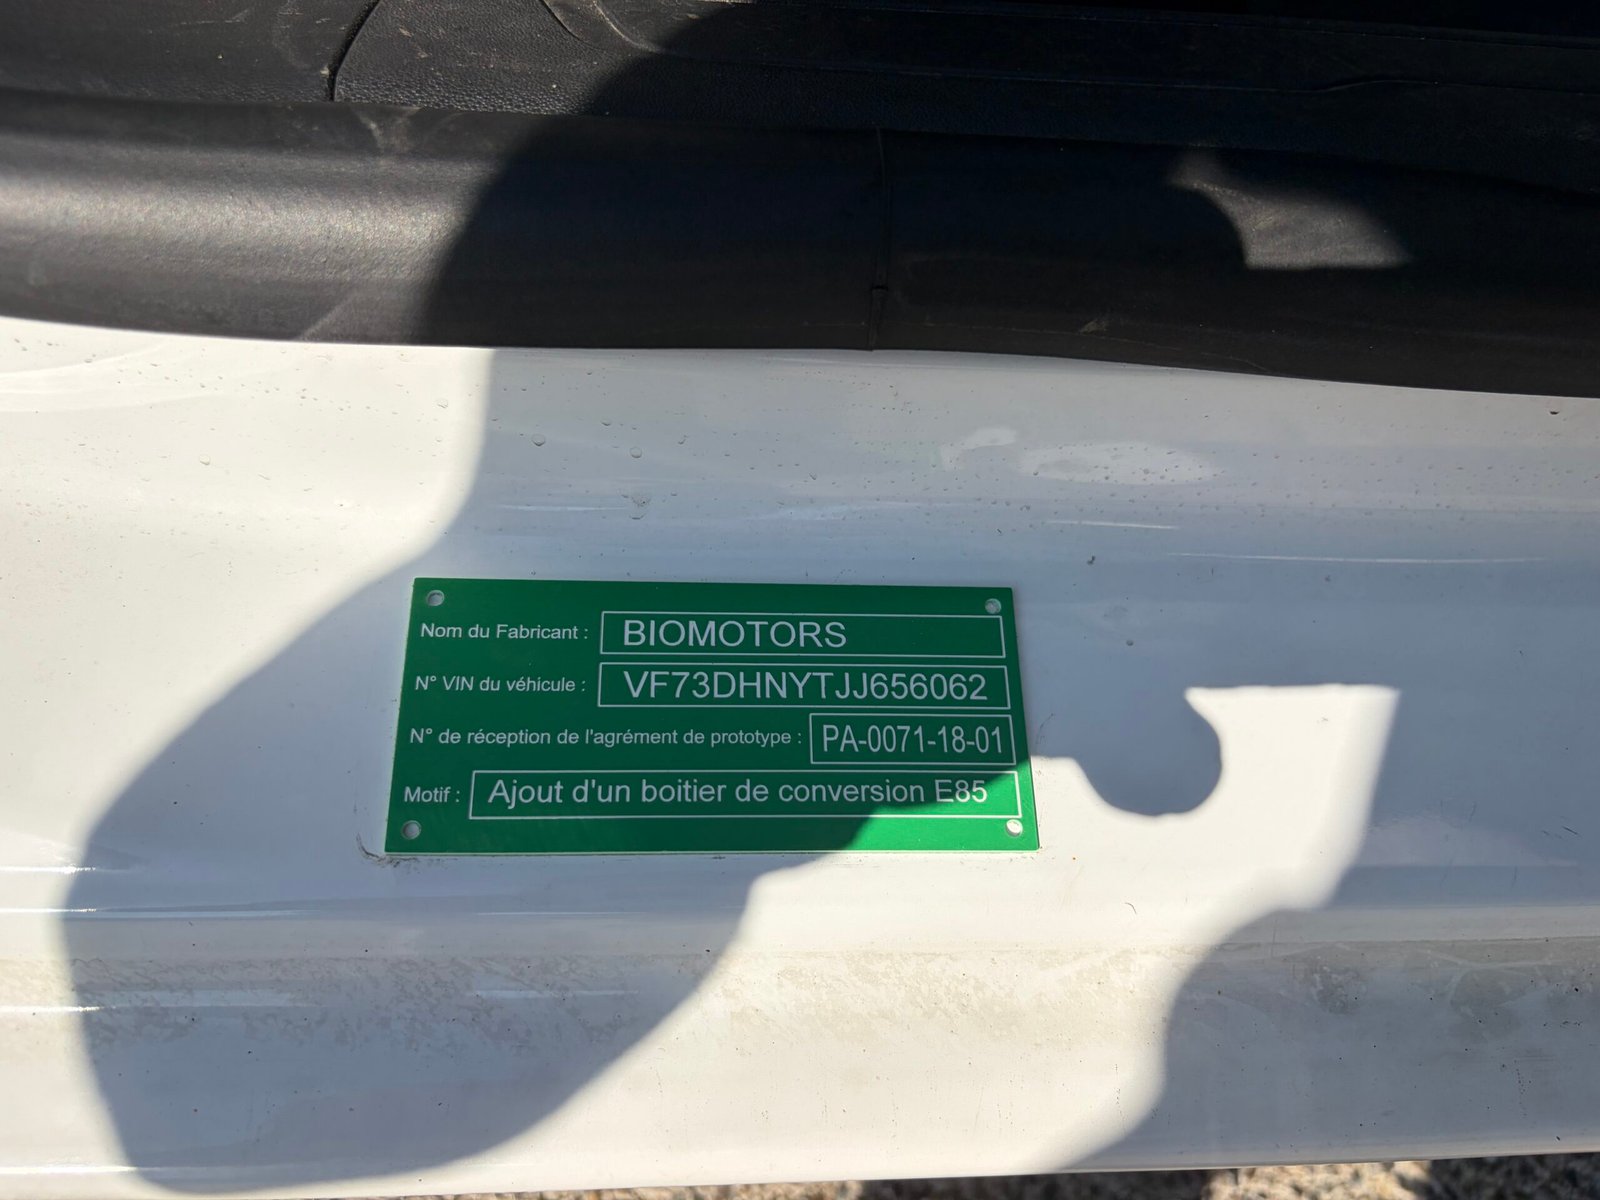 Nom du Fabricant : BIOMOTORS
N° VIN du véhicule : VF73DHNYTJJ656062
N° de réception de l'agrément de prototype : PA-0071-18-01
Motif : Ajout d'un boitier de conversion E85